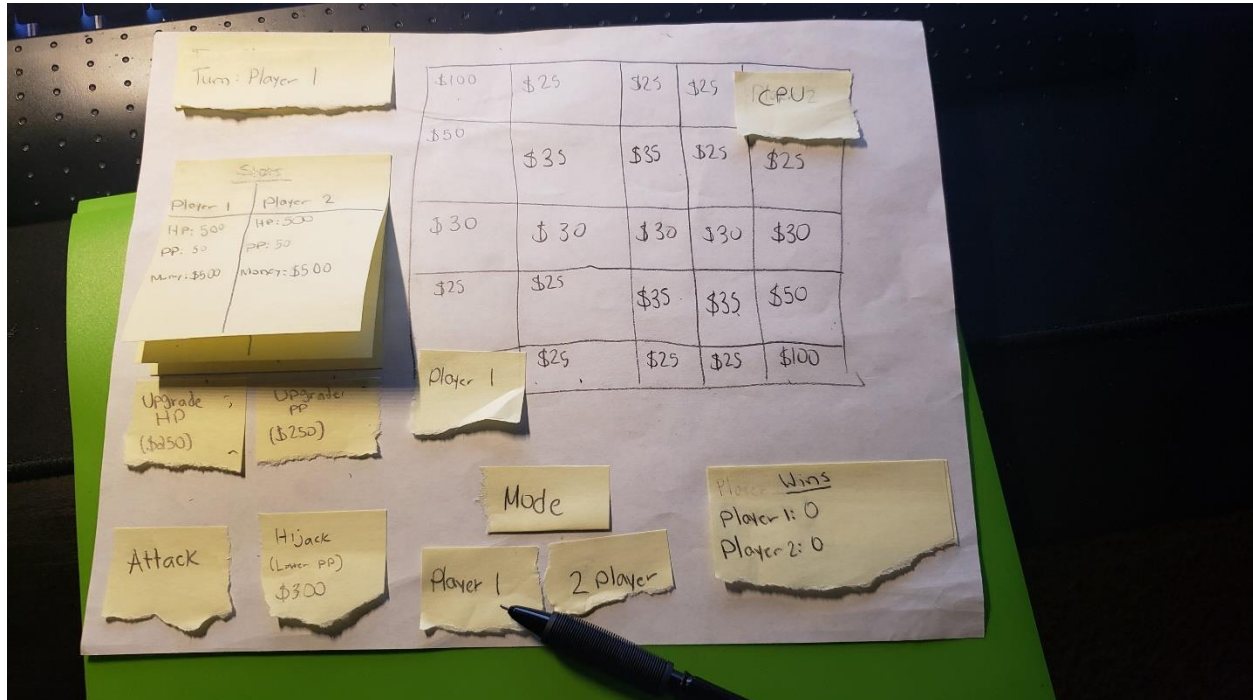 Turn: Player 1
$100 $25 $25 $25 CPU
$50 $35 $35 $25 $25
$30 $30 $30 $30 $30
$25 $25 $35 $35 $50
$25 $25 $25 $100
Player 1 Player 2
HP: 500 HP: 500
PP: 50 PP: 50
Money: $500 Money: $500
Player 1
Upgrade
HP
($250)
Upgrade
PP
($250)
Attack
Hijack
(Lower PP)
$300
Mode
Player 1
2 Player
Wins
Player 1: 0
Player 2: 0